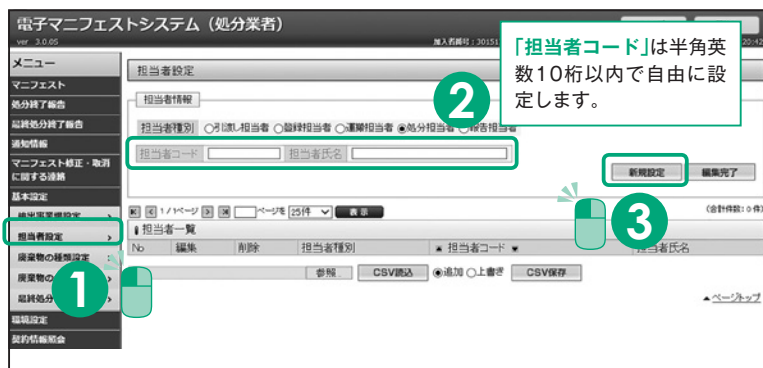 電子マニフェストシステム（処分業者）
ver 3.0.05
加入者番号：30151
20:42
「担当者コード」は半角英
数10桁以内で自由に設
定します。
メニュー
マニフェスト
処分終了報告
最終処分終了報告
通知情報
マニフェスト修正・取消
に関する連絡
基本設定
担当者設定 >
廃棄物の種類設定
廃棄物の
最終処分
環境設定
契約情報照会
担当者設定
担当者情報
担当者種別 ○引渡し担当者 ○登録担当者 ○運搬担当者 ◉処分担当者 ○報告担当者
担当者コード 担当者氏名
新規設定 編集完了
1/1ページ ページを 25件 表示 (合計件数：0件)
担当者一覧
No 編集 削除 担当者種別 担当者コード 担当者氏名
参照... CSV読込 ◉追加 ○上書き CSV保存
▲ページトップ
1
2
3